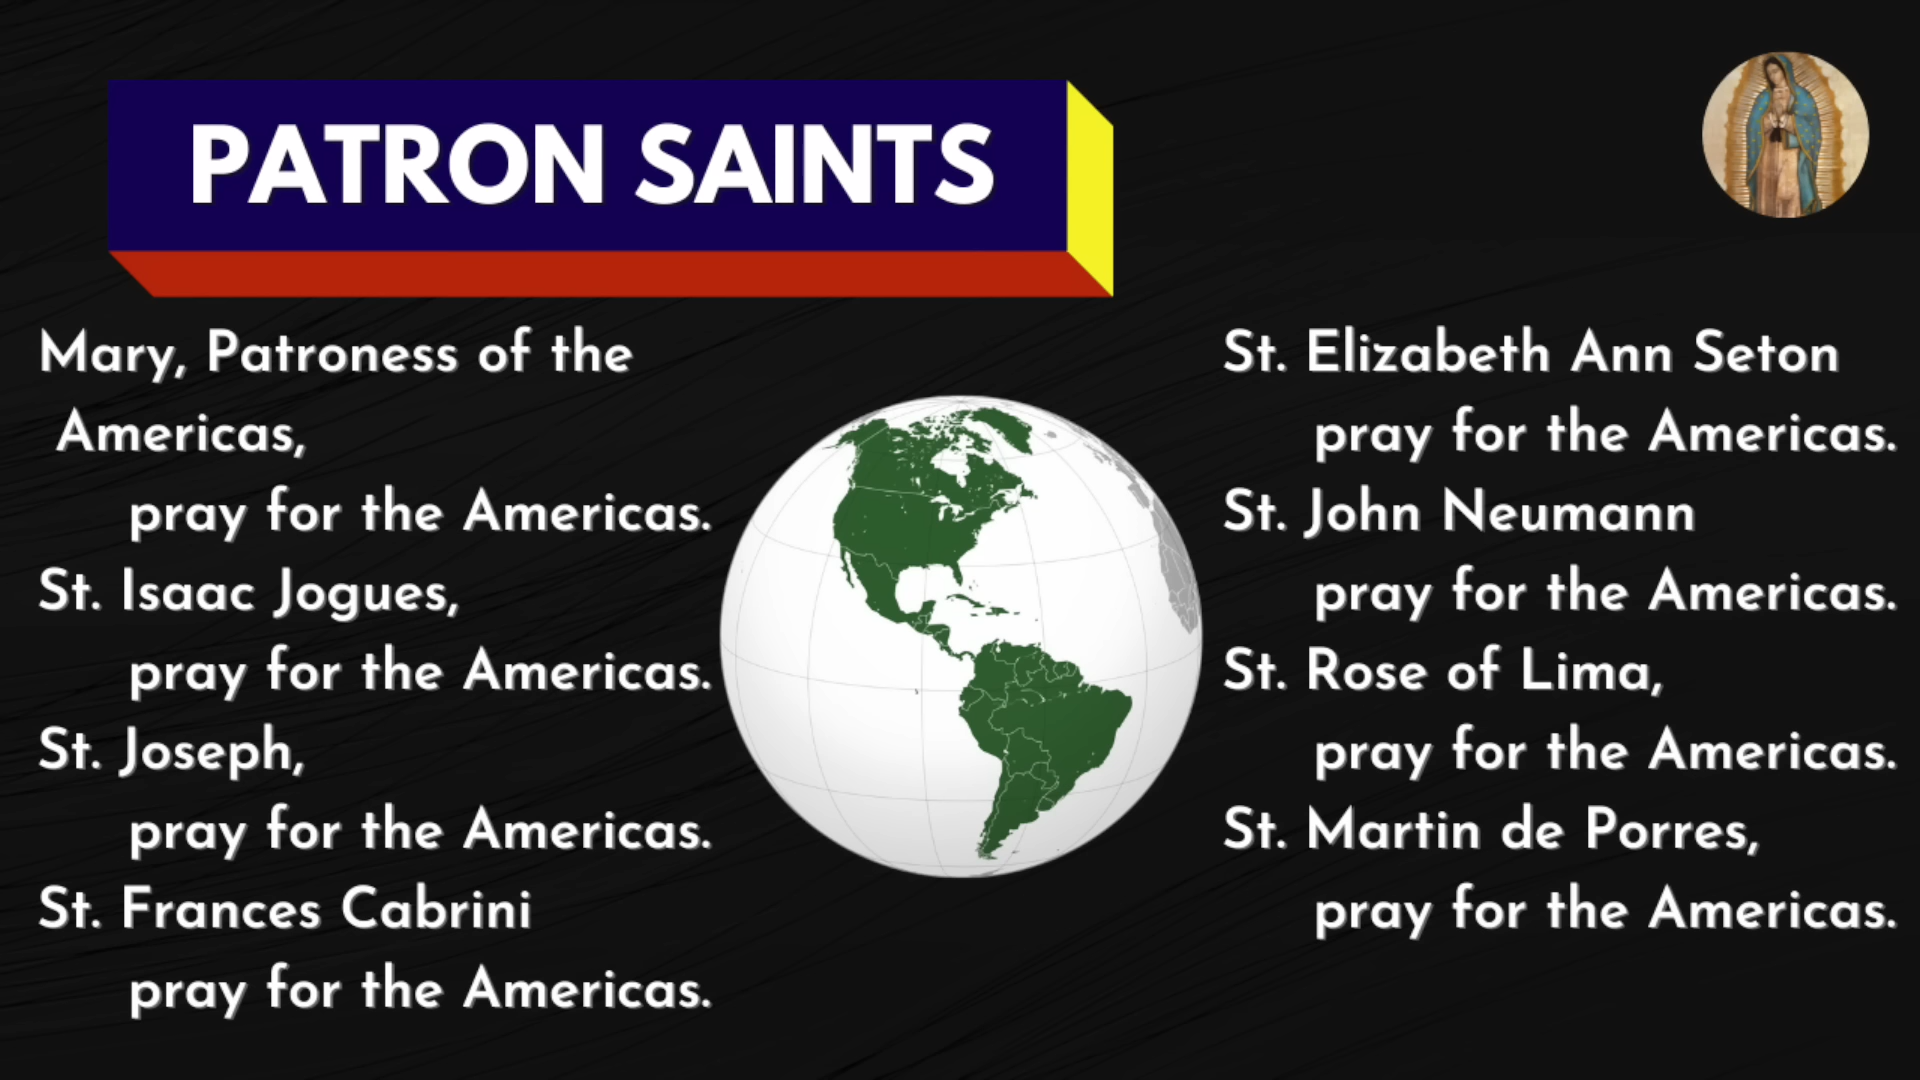 PATRON SAINTS
Mary, Patroness of the
Americas,
pray for the Americas.
St. Isaac Jogues,
pray for the Americas.
St. Joseph,
pray for the Americas.
St. Frances Cabrini
pray for the Americas.
St. Elizabeth Ann Seton
pray for the Americas.
St. John Neumann
pray for the Americas.
St. Rose of Lima,
pray for the Americas.
St. Martin de Porres,
pray for the Americas.